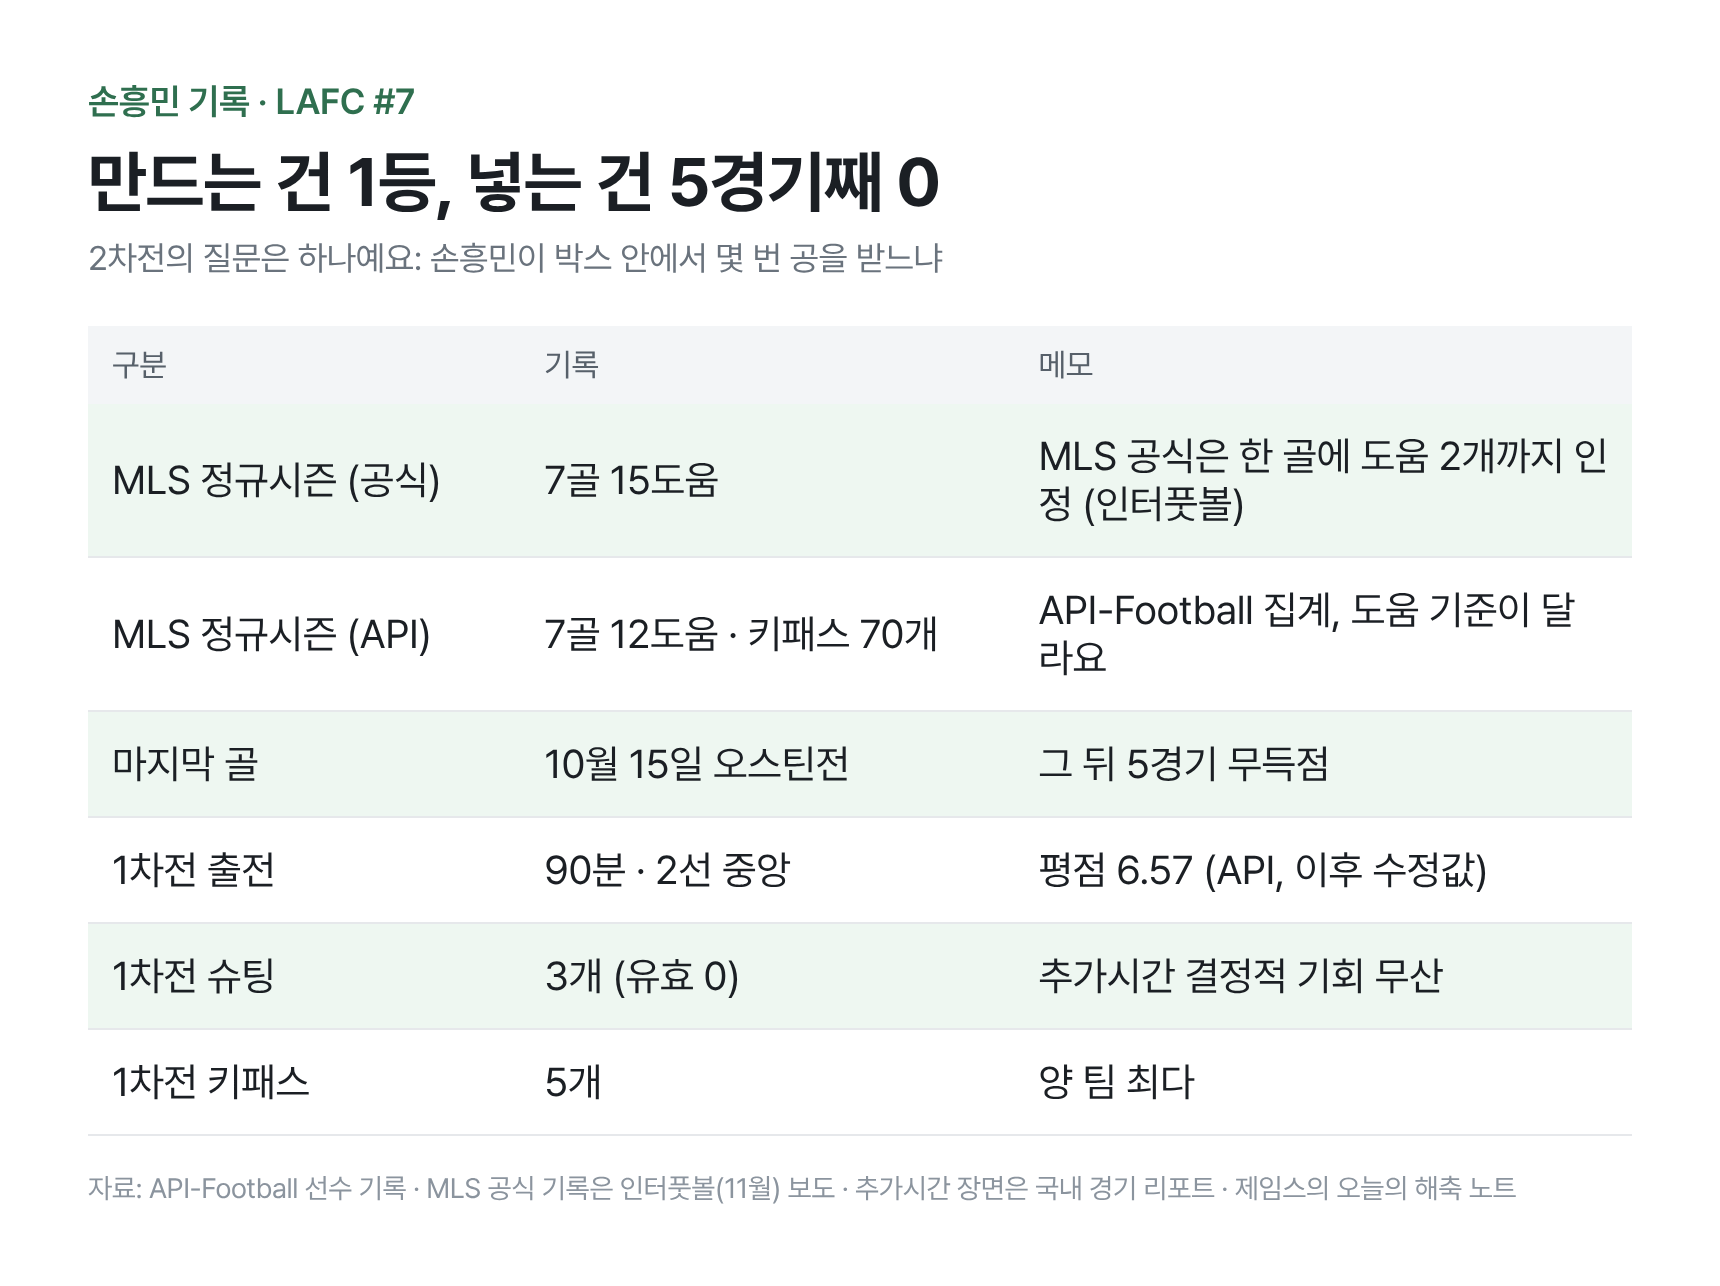 손흥민 기록 · LAFC #7
만드는 건 1등, 넣는 건 5경기째 0
2차전의 질문은 하나예요: 손흥민이 박스 안에서 몇 번 공을 받느냐
구분 기록 메모
MLS 정규시즌 (공식) 7골 15도움 MLS 공식은 한 골에 도움 2개까지 인
정 (인터풋볼)
MLS 정규시즌 (API) 7골 12도움 · 키패스 70개 API-Football 집계, 도움 기준이 달
라요
마지막 골 10월 15일 오스틴전 그 뒤 5경기 무득점
1차전 출전 90분 · 2선 중앙 평점 6.57 (API, 이후 수정값)
1차전 슈팅 3개 (유효 0) 추가시간 결정적 기회 무산
1차전 키패스 5개 양 팀 최다
자료: API-Football 선수 기록 · MLS 공식 기록은 인터풋볼(11월) 보도 · 추가시간 장면은 국내 경기 리포트 · 제임스의 오늘의 해축 노트